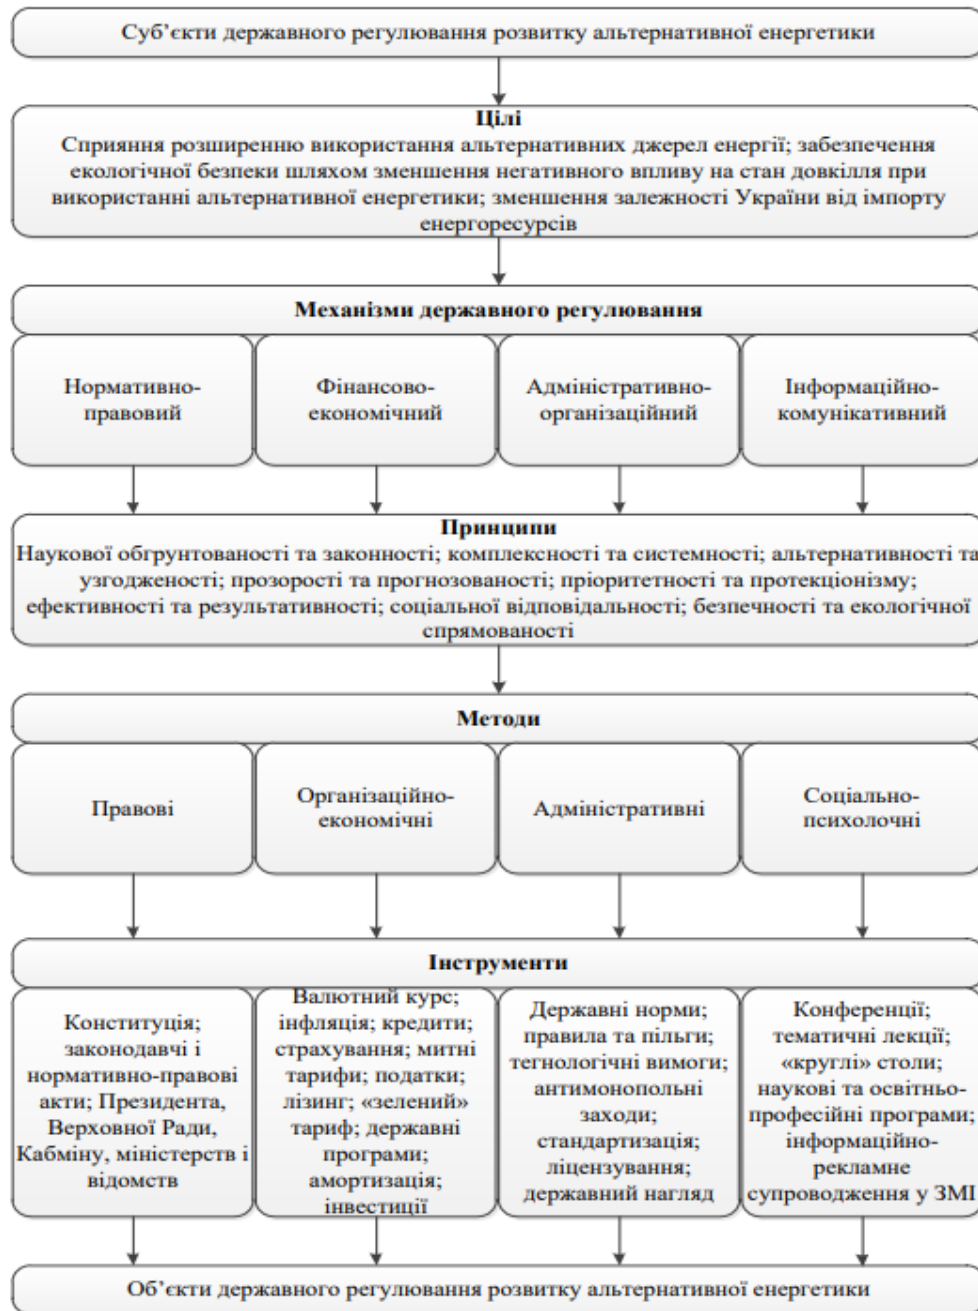 Суб’єкти державного регулювання розвитку альтернативної енергетики
Цілі
Сприяння розширенню використання альтернативних джерел енергії; забезпечення
екологічної безпеки шляхом зменшення негативного впливу на стан довкілля при
використанні альтернативної енергетики; зменшення залежності України від імпорту
енергоресурсів
Механізми державного регулювання
Нормативно-
правовий
Фінансово-
економічний
Адміністративно-
організаційний
Інформаційно-
комунікативний
Принципи
Наукової обгрунтованості та законності; комплексності та системності; альтернативності та
узгодженості; прозорості та прогнозованості; пріоритетності та протекціонізму;
ефективності та результативності; соціальної відповідальності; безпечності та екологічної
спрямованості
Методи
Правові
Організаційно-
економічні
Адміністративні
Соціально-
психолочні
Інструменти
Конституція;
законодавчі і
нормативно-правові
акти; Президента,
Верховної Ради,
Кабміну, міністерств і
відомств
Валютний курс;
інфляція; кредити;
страхування; митні
тарифи; податки;
лізинг; «зелений»
тариф; державні
програми;
амортизація;
інвестиції
Державні норми;
правила та пільги;
тегнологічні вимоги;
антимонопольні
заходи;
стандартизація;
ліцензування;
державний нагляд
Конференції;
тематичні лекції;
«круглі» столи;
наукові та освітньо-
професійні програми;
інформаційно-
рекламне
супроводження у ЗМІ
Об’єкти державного регулювання розвитку альтернативної енергетики